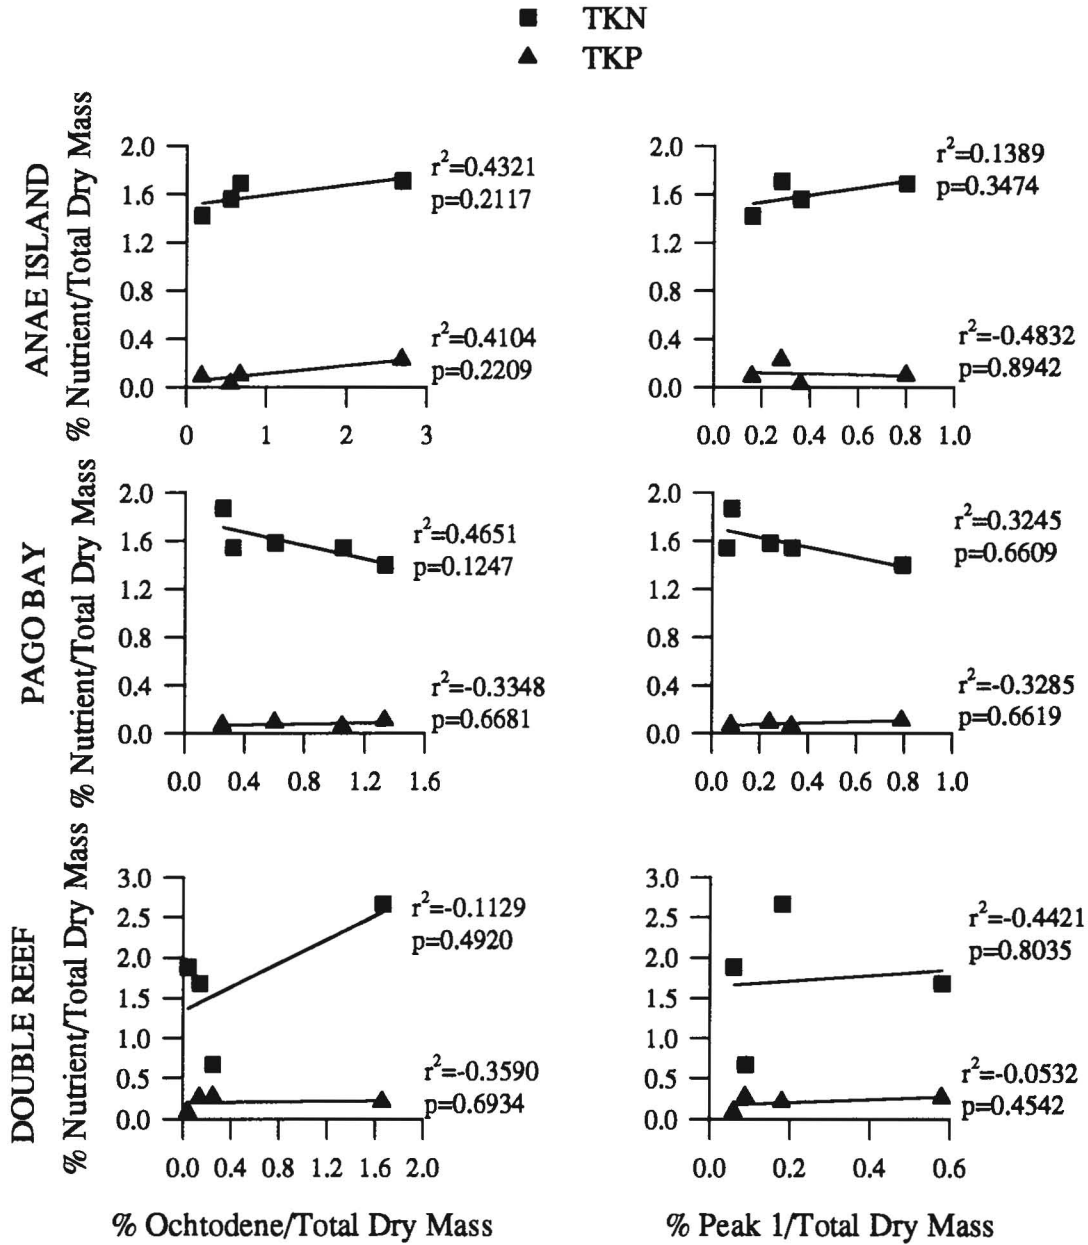 TKN
TKP
ANAE ISLAND
% Nutrient/Total Dry Mass
2.0
1.6
1.2
0.8
0.4
0.0
0 1 2 3
r²=0.4321
p=0.2117
r²=0.4104
p=0.2209
2.0
1.6
1.2
0.8
0.4
0.0
0.0 0.2 0.4 0.6 0.8 1.0
r²=0.1389
p=0.3474
r²=-0.4832
p=0.8942
PAGO BAY
% Nutrient/Total Dry Mass
2.0
1.6
1.2
0.8
0.4
0.0
0.0 0.4 0.8 1.2 1.6
r²=0.4651
p=0.1247
r²=-0.3348
p=0.6681
2.0
1.6
1.2
0.8
0.4
0.0
0.0 0.2 0.4 0.6 0.8 1.0
r²=0.3245
p=0.6609
r²=-0.3285
p=0.6619
DOUBLE REEF
% Nutrient/Total Dry Mass
3.0
2.5
2.0
1.5
1.0
0.5
0.0
0.0 0.4 0.8 1.2 1.6 2.0
r²=-0.1129
p=0.4920
r²=-0.3590
p=0.6934
% Ochtodene/Total Dry Mass
3.0
2.5
2.0
1.5
1.0
0.5
0.0
0.0 0.2 0.4 0.6
r²=-0.4421
p=0.8035
r²=-0.0532
p=0.4542
% Peak 1/Total Dry Mass